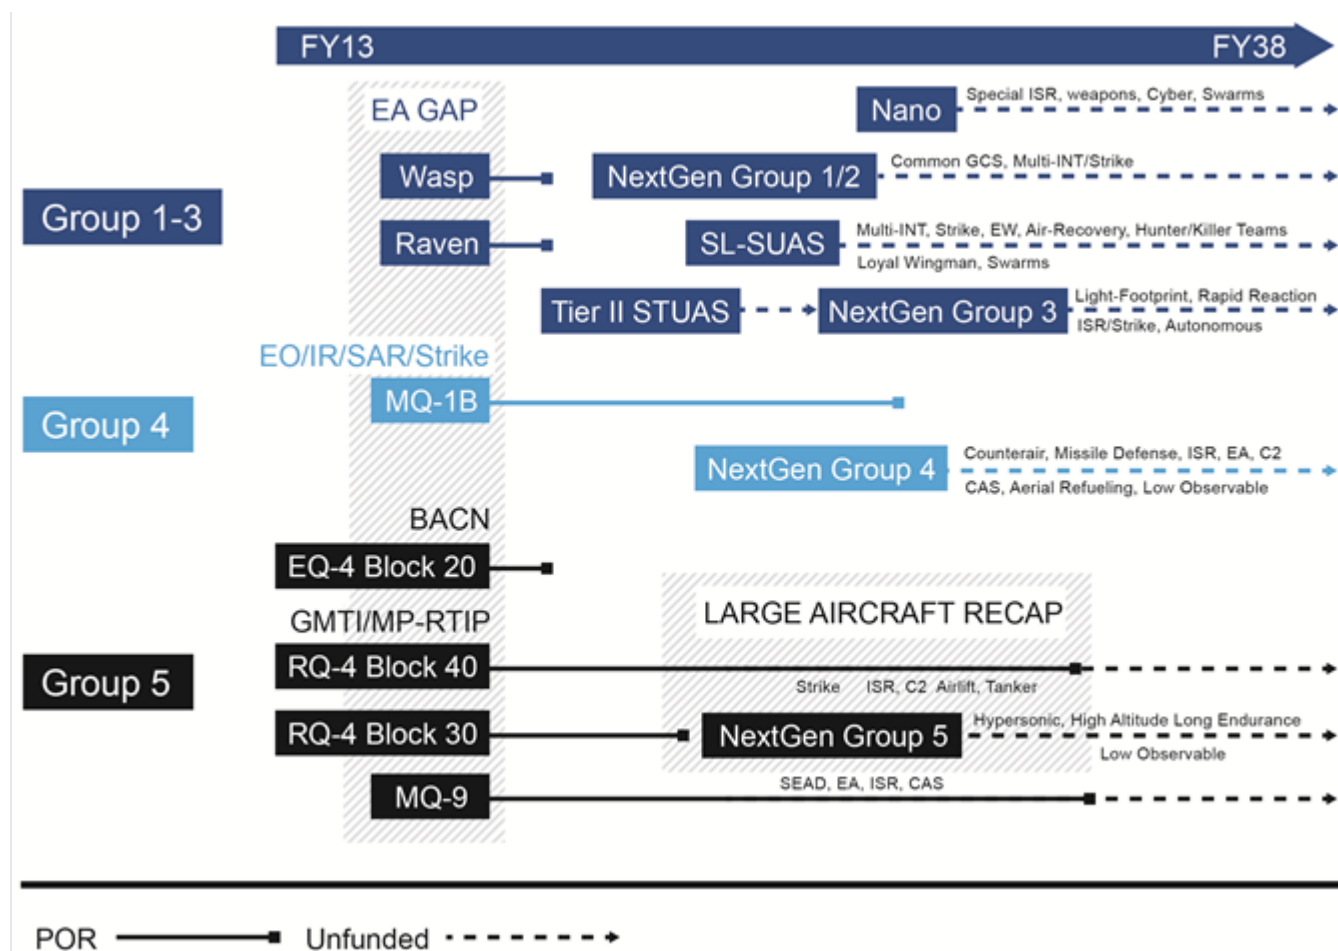 FY13 FY38
EA GAP
Nano
Special ISR, weapons, Cyber, Swarms
Group 1-3
Wasp
NextGen Group 1/2
Common GCS, Multi-INT/Strike
Raven
SL-SUAS
Multi-INT, Strike, EW, Air-Recovery, Hunter/Killer Teams
Loyal Wingman, Swarms
Tier II STUAS
NextGen Group 3
Light-Footprint, Rapid Reaction
ISR/Strike, Autonomous
Group 4
EO/IR/SAR/Strike
MQ-1B
NextGen Group 4
Counterair, Missile Defense, ISR, EA, C2
CAS, Aerial Refueling, Low Observable
Group 5
BACN
EQ-4 Block 20
GMTI/MP-RTIP
LARGE AIRCRAFT RECAP
RQ-4 Block 40
Strike ISR, C2 Airlift, Tanker
RQ-4 Block 30
NextGen Group 5
Hypersonic, High Altitude Long Endurance
Low Observable
MQ-9
SEAD, EA, ISR, CAS
POR Unfunded